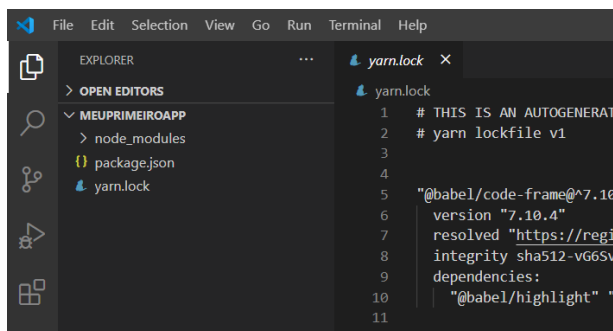 File Edit Selection View Go Run Terminal Help
EXPLORER ...
OPEN EDITORS
MEUPRIMEIROAPP
node_modules
{} package.json
yarn.lock
yarn.lock
yarn.lock
1 # THIS IS AN AUTOGENERAT
2 # yarn lockfile v1
3
4
5 "@babel/code-frame@^7.10
6 version "7.10.4"
7 resolved "https://regi
8 integrity sha512-vG6Sv
9 dependencies:
10 "@babel/highlight" "
11